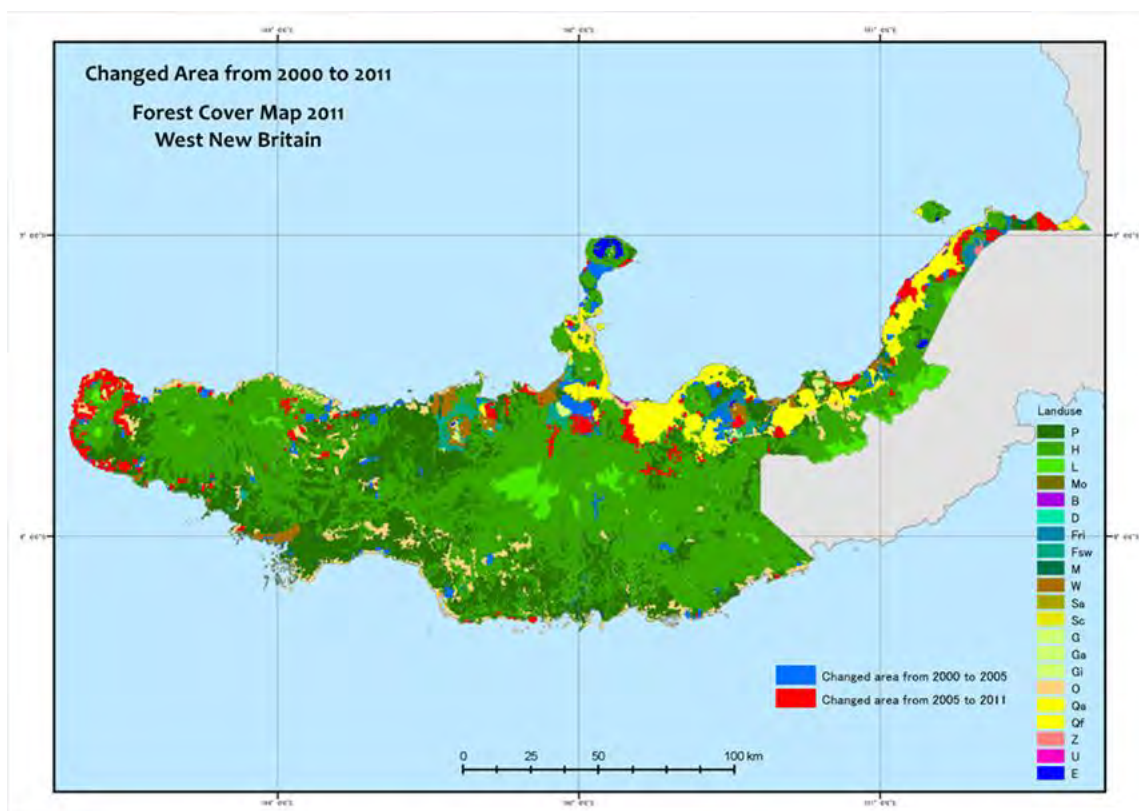 Changed Area from 2000 to 2011
Forest Cover Map 2011
West New Britain
Landuse
P
H
L
Mo
B
D
Fri
Fsw
M
W
Sa
Sc
G
Ga
Gi
O
Qa
Qf
Z
U
E
Changed area from 2000 to 2005
Changed area from 2005 to 2011
0 25 50 100 km